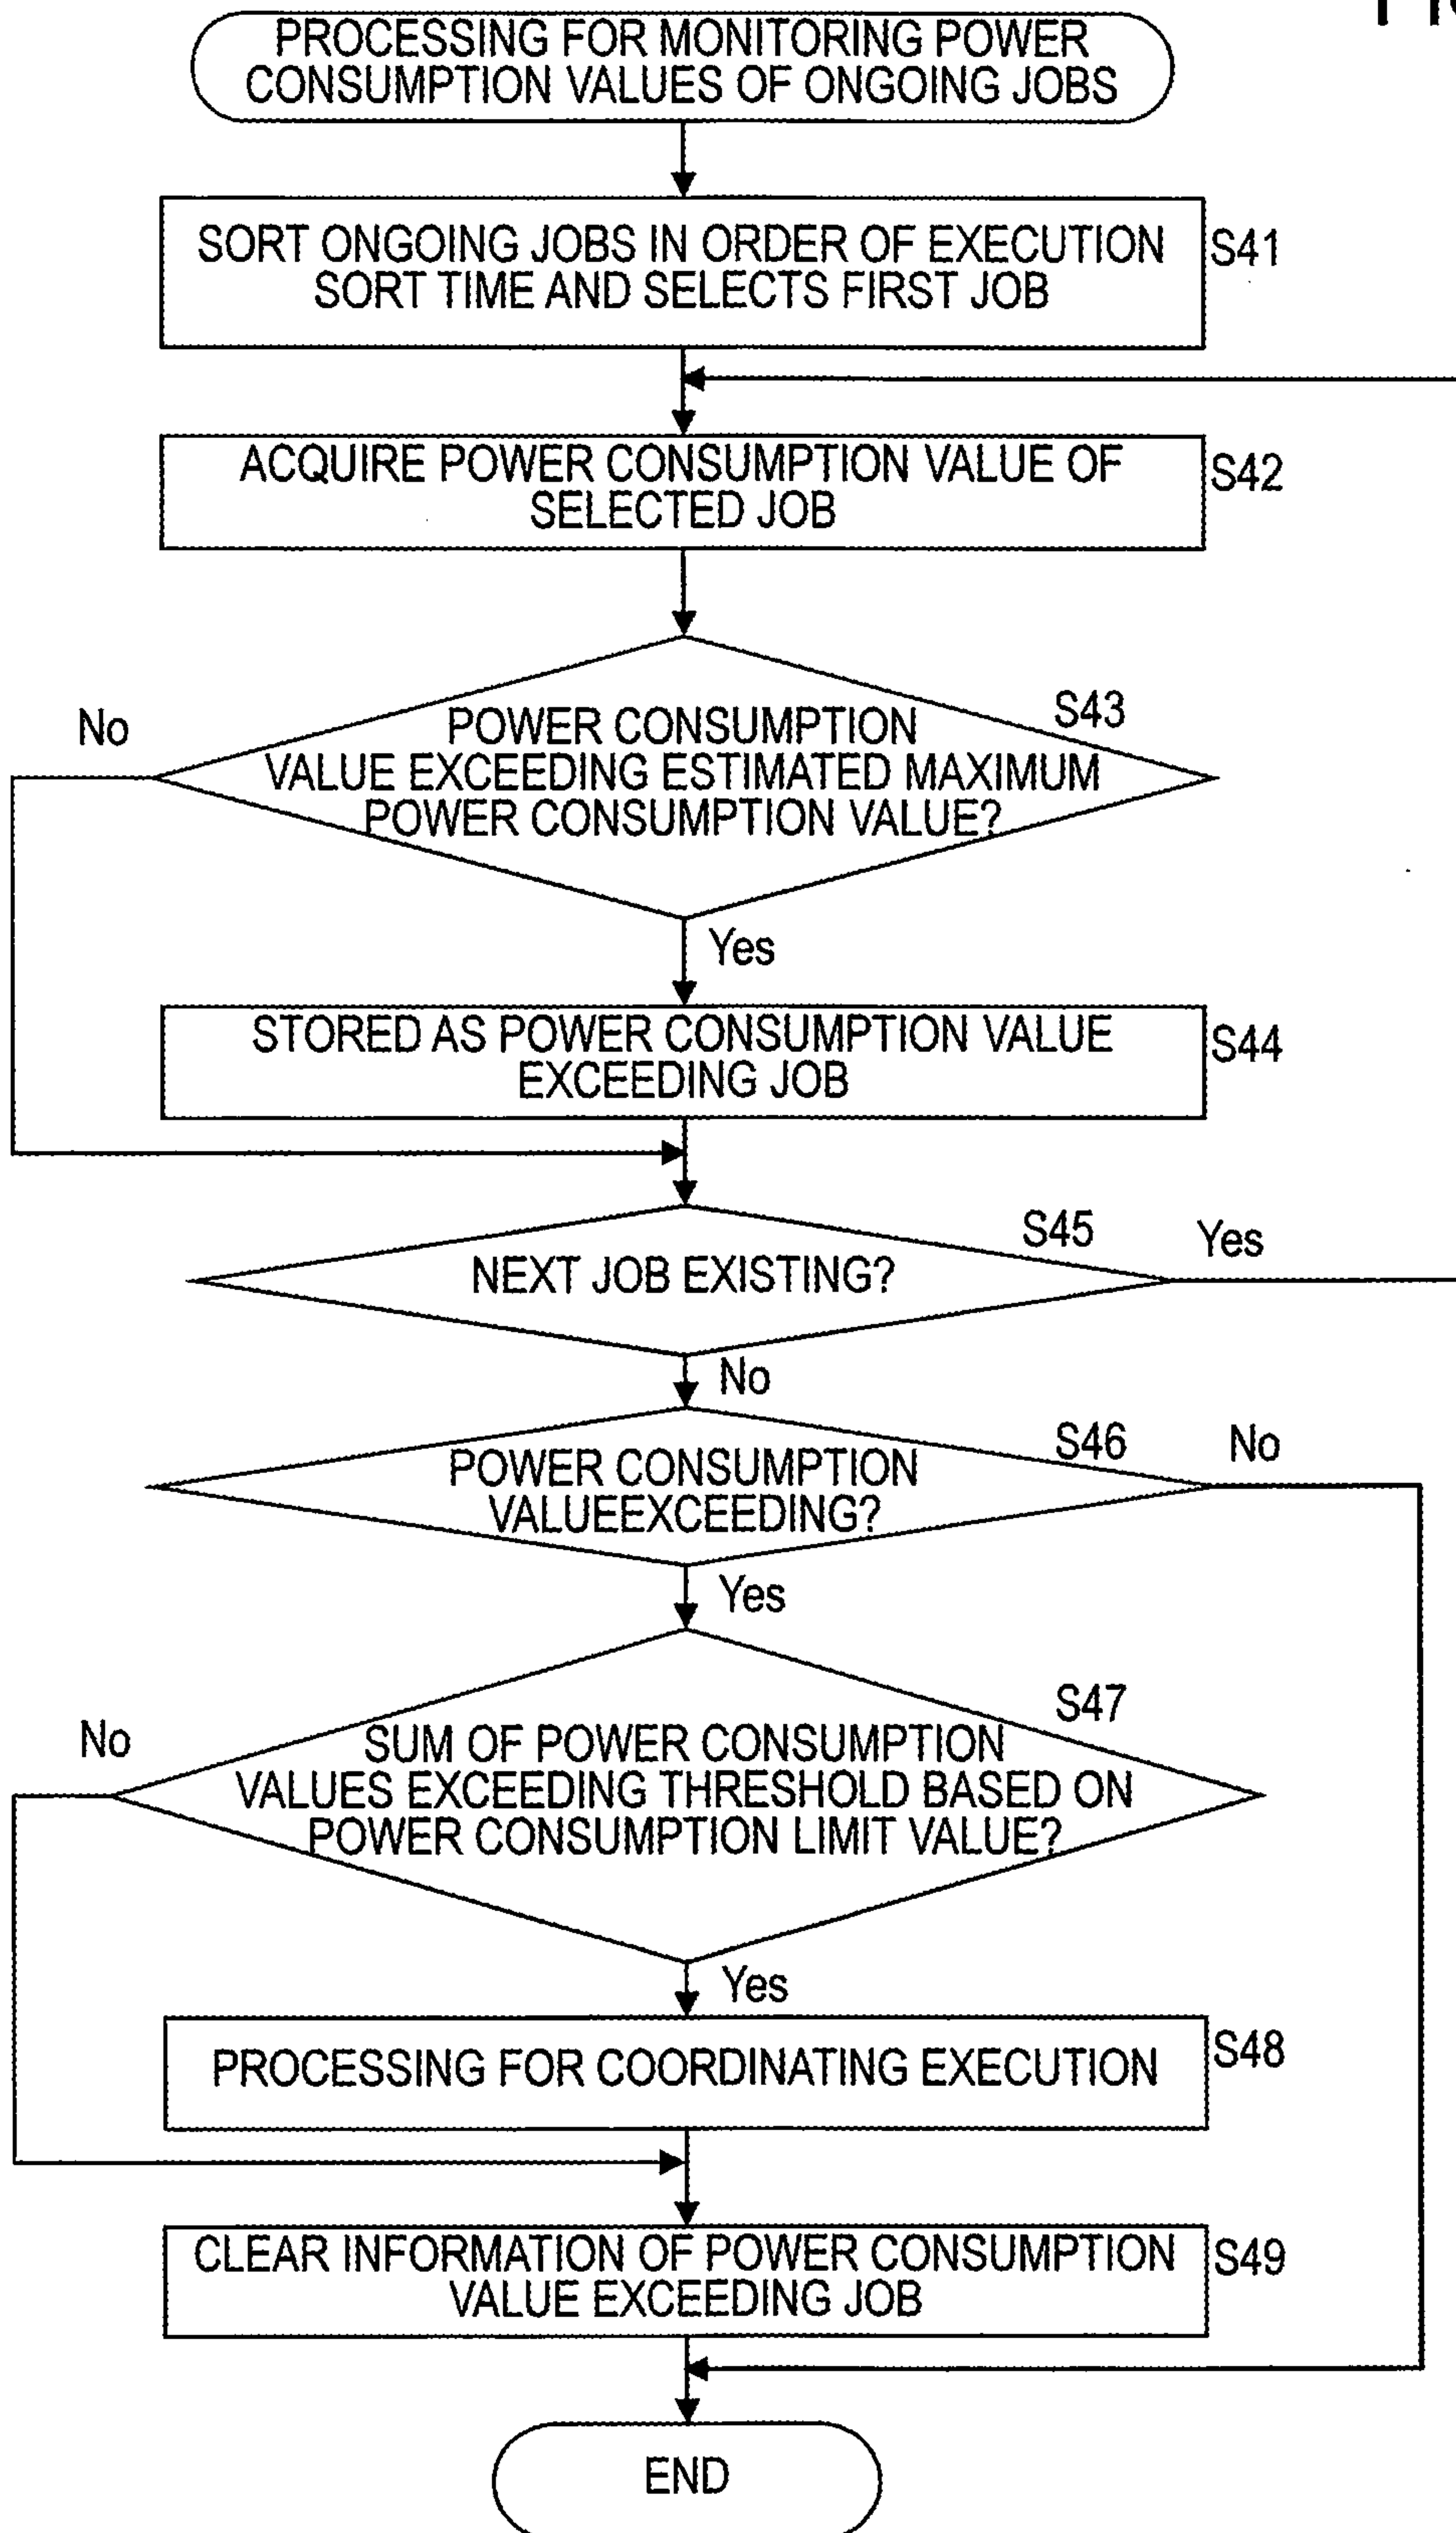 PROCESSING FOR MONITORING POWER
CONSUMPTION VALUES OF ONGOING JOBS
SORT ONGOING JOBS IN ORDER OF EXECUTION
SORT TIME AND SELECTS FIRST JOB
S41
ACQUIRE POWER CONSUMPTION VALUE OF
SELECTED JOB
S42
S43
No
POWER CONSUMPTION
VALUE EXCEEDING ESTIMATED MAXIMUM
POWER CONSUMPTION VALUE?
Yes
STORED AS POWER CONSUMPTION VALUE
EXCEEDING JOB
S44
S45
Yes
NEXT JOB EXISTING?
No
S46
No
POWER CONSUMPTION
VALUEEXCEEDING?
Yes
S47
No
SUM OF POWER CONSUMPTION
VALUES EXCEEDING THRESHOLD BASED ON
POWER CONSUMPTION LIMIT VALUE?
Yes
PROCESSING FOR COORDINATING EXECUTION
S48
CLEAR INFORMATION OF POWER CONSUMPTION
VALUE EXCEEDING JOB
S49
END